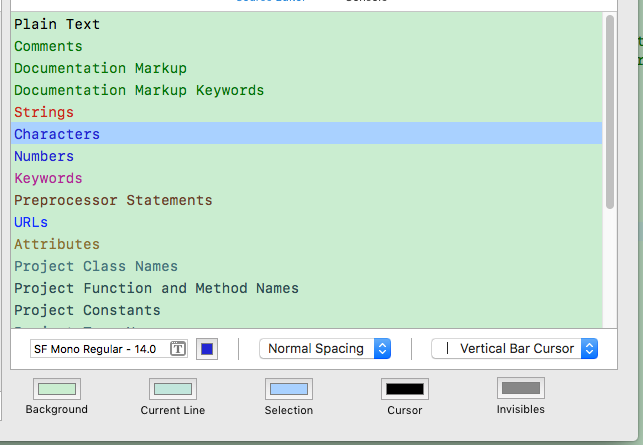 Plain Text
Comments
Documentation Markup
Documentation Markup Keywords
Strings
Characters
Numbers
Keywords
Preprocessor Statements
URLs
Attributes
Project Class Names
Project Function and Method Names
Project Constants
SF Mono Regular - 14.0 T Normal Spacing Vertical Bar Cursor
Background Current Line Selection Cursor Invisibles